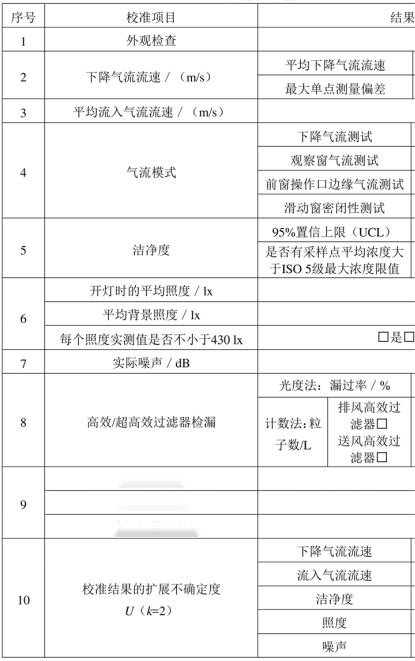 序号 校准项目 结果
1 外观检查
2 下降气流流速／（m/s） 平均下降气流流速
最大单点测量偏差
3 平均流入气流流速／（m/s）
4 气流模式 下降气流测试
观察窗气流测试
前窗操作口边缘气流测试
滑动窗密闭性测试
5 洁净度 95%置信上限（UCL）
是否有采样点平均浓度大
于ISO 5级最大浓度限值
6 开灯时的平均照度／lx
平均背景照度／lx
每个照度实测值是否不小于430 lx □是□
7 实际噪声／dB
8 高效/超高效过滤器检漏 光度法：漏过率／%
计数法：粒
子数/L
排风高效过
滤器□
送风高效过
滤器□
9
10 校准结果的扩展不确定度
U（k=2）
下降气流流速
流入气流流速
洁净度
照度
噪声